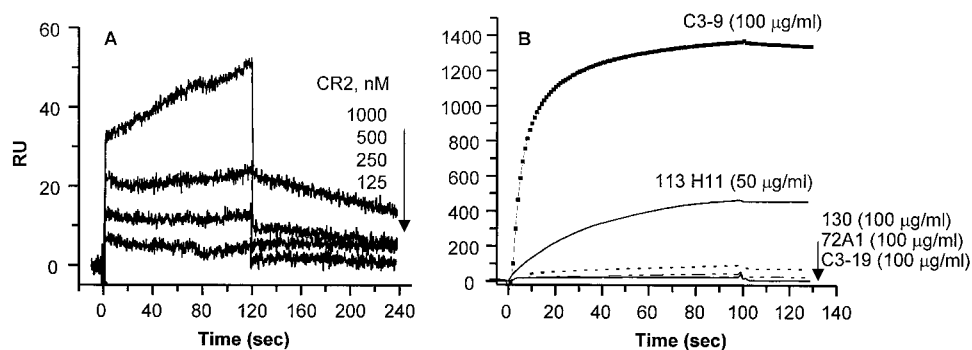 A
60
40
20
0
RU
CR2, nM
1000
500
250
125
0 40 80 120 160 200 240
Time (sec)
B
C3-9 (100 µg/ml)
1400
1200
1000
800
600
400
200
0
113 H11 (50 µg/ml)
130 (100 µg/ml)
72A1 (100 µg/ml)
C3-19 (100 µg/ml)
0 20 40 60 80 100 120 140
Time (sec)